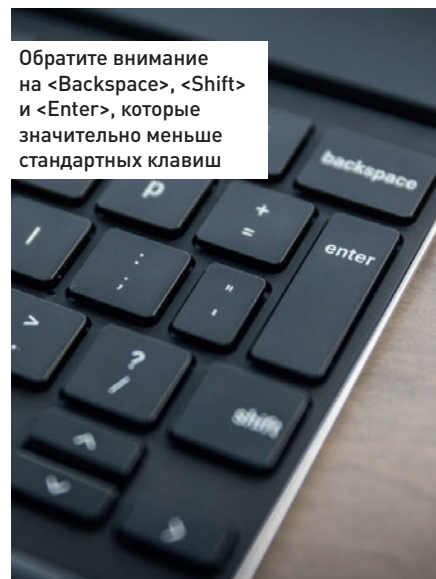 Обратите внимание
на <Backspace>, <Shift>
и <Enter>, которые
значительно меньше
стандартных клавиш
backspace
p
+
=
enter
l
:
;
"
'
>
.
?
/
shift